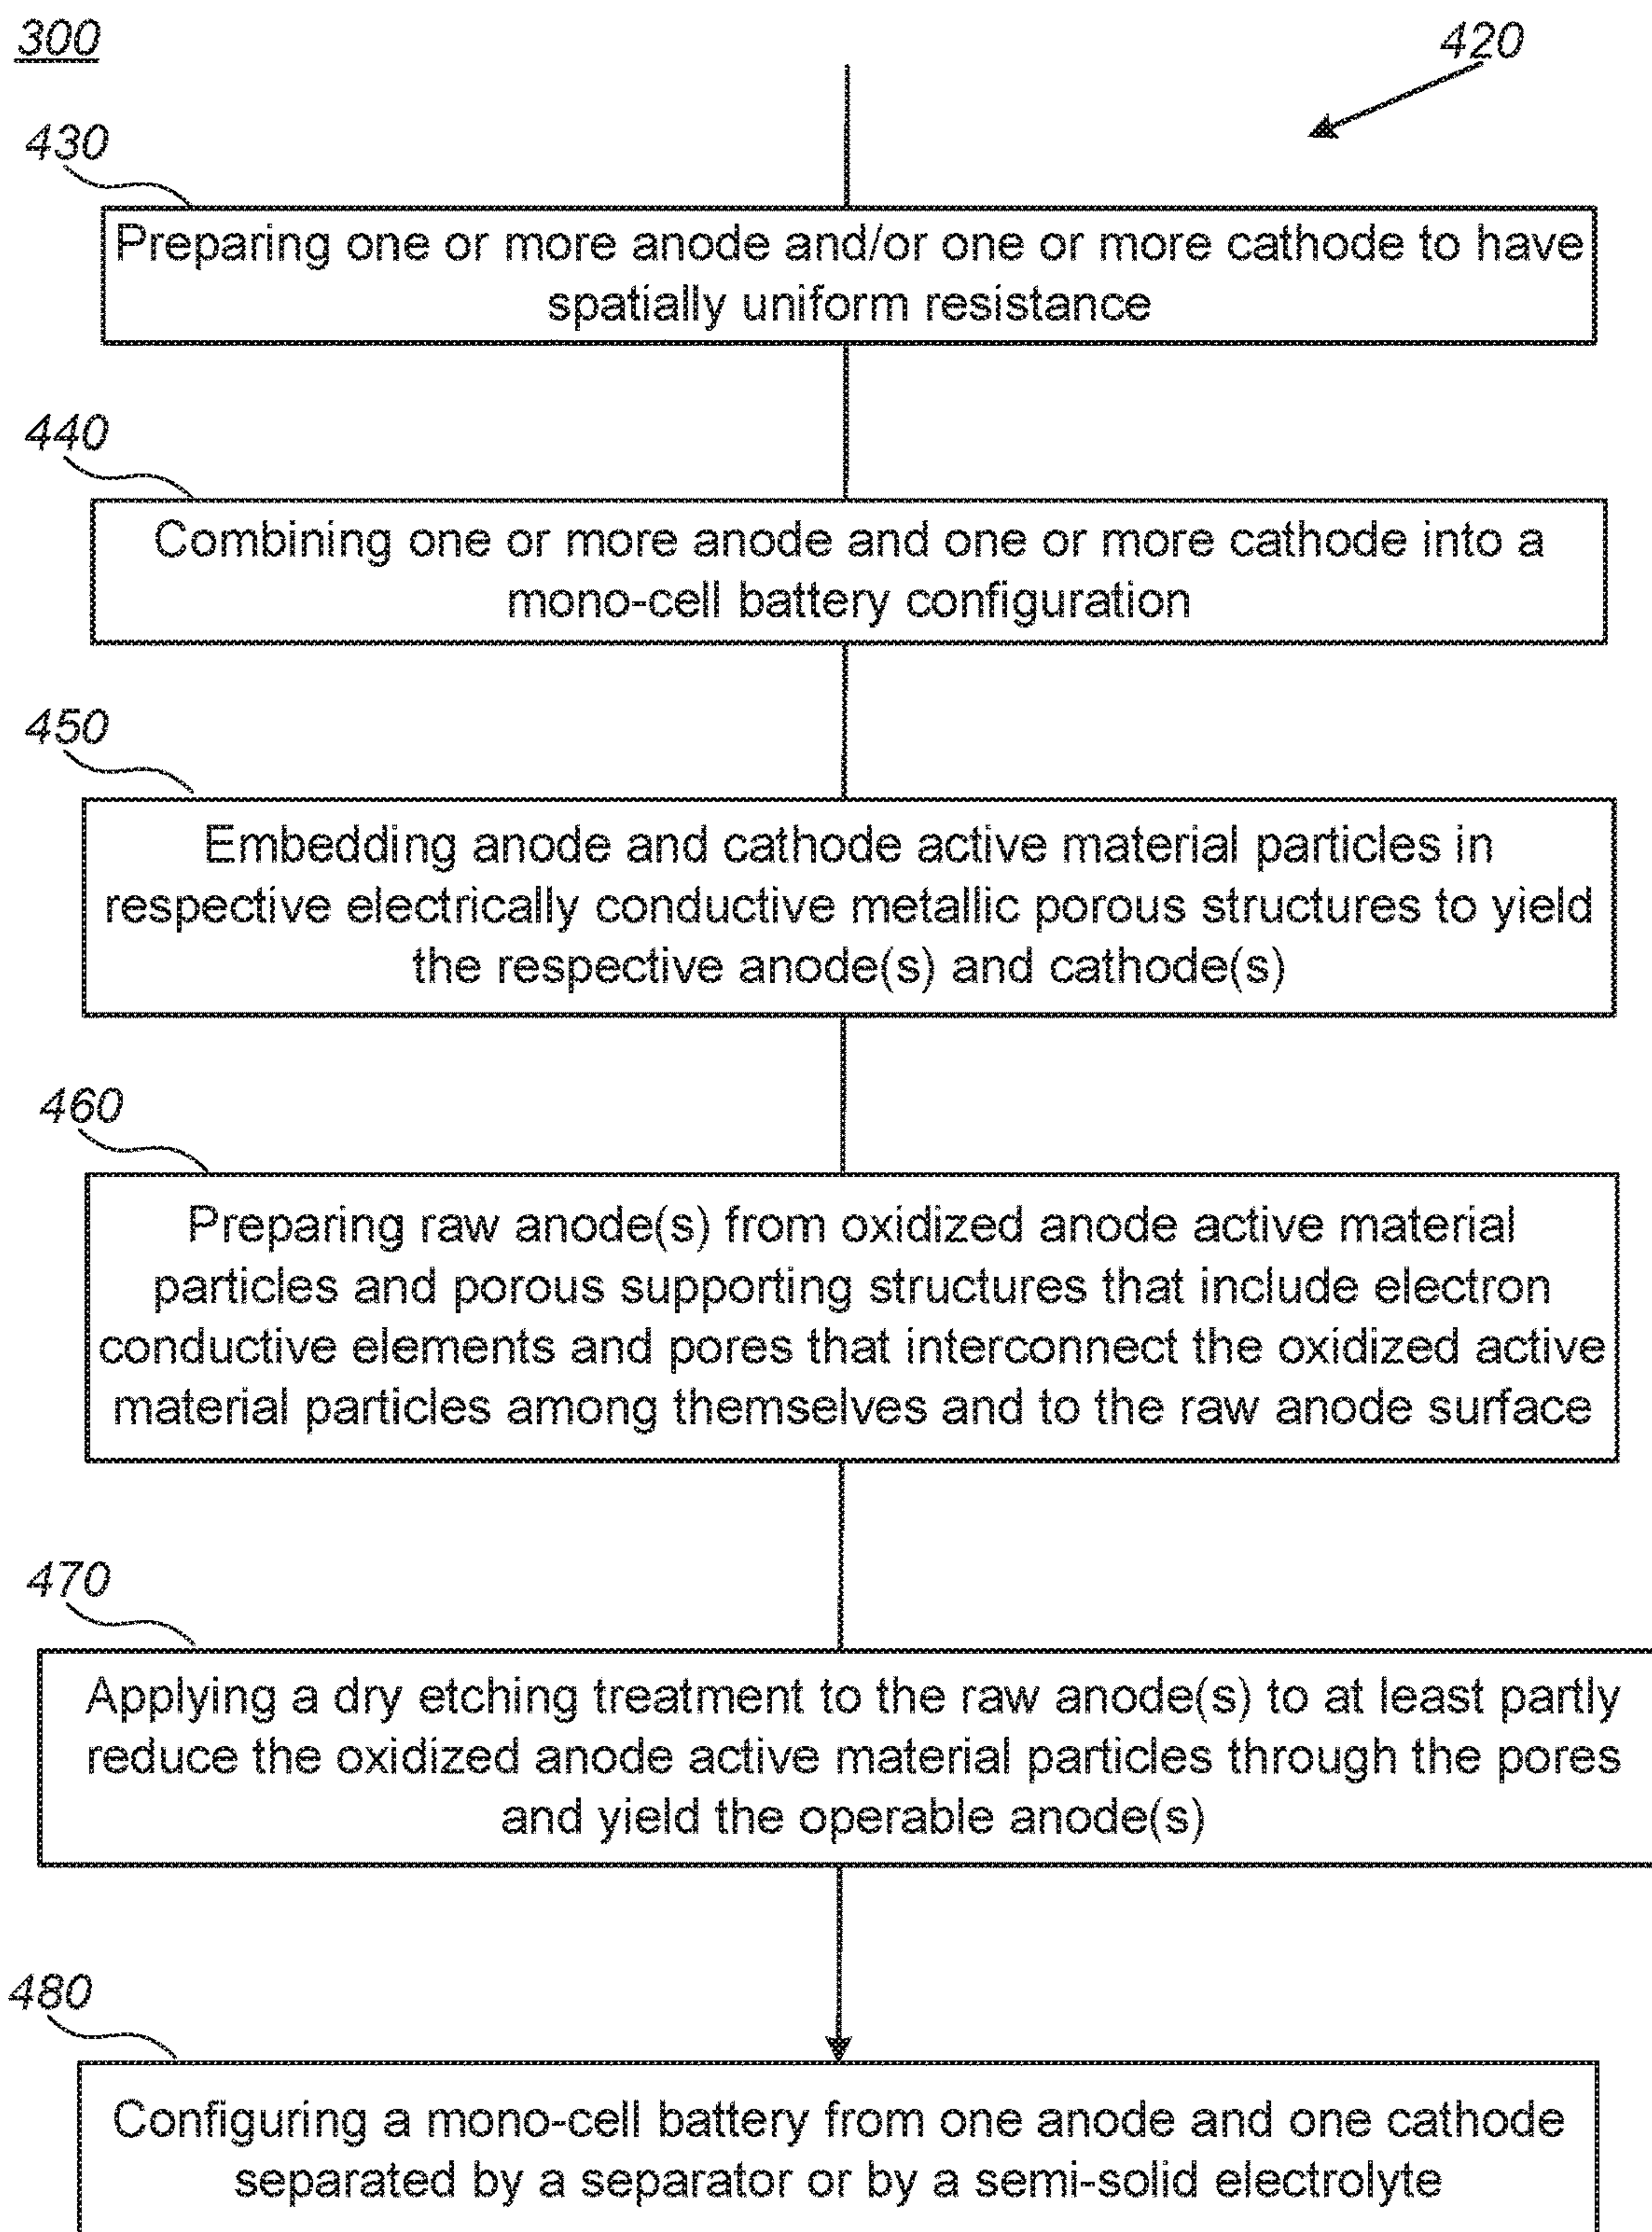 300
420
430
Preparing one or more anode and/or one or more cathode to have
spatially uniform resistance
440
Combining one or more anode and one or more cathode into a
mono-cell battery configuration
450
Embedding anode and cathode active material particles in
respective electrically conductive metallic porous structures to yield
the respective anode(s) and cathode(s)
460
Preparing raw anode(s) from oxidized anode active material
particles and porous supporting structures that include electron
conductive elements and pores that interconnect the oxidized active
material particles among themselves and to the raw anode surface
470
Applying a dry etching treatment to the raw anode(s) to at least partly
reduce the oxidized anode active material particles through the pores
and yield the operable anode(s)
480
Configuring a mono-cell battery from one anode and one cathode
separated by a separator or by a semi-solid electrolyte